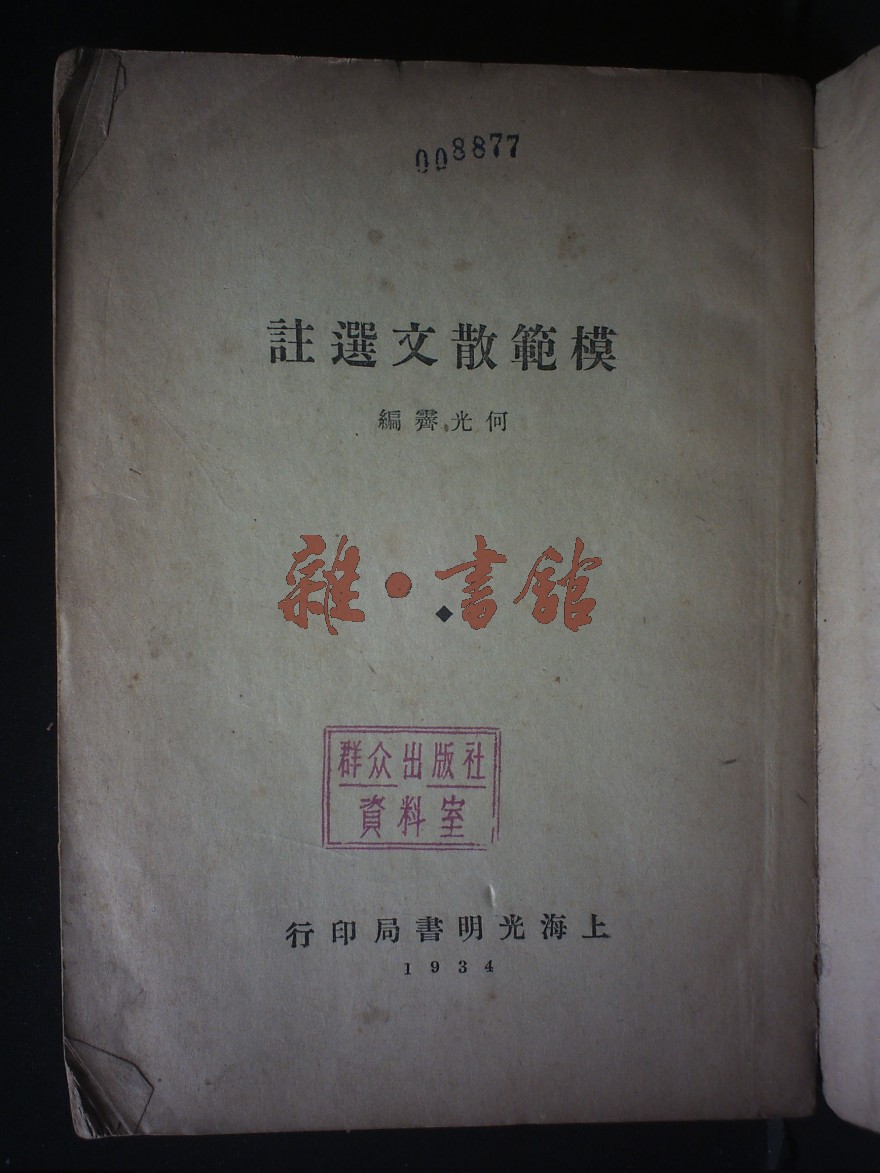 008877
模範散文選註
何光霽編
雜·書館
群众出版社
資料室
上海光明書局印行
1934